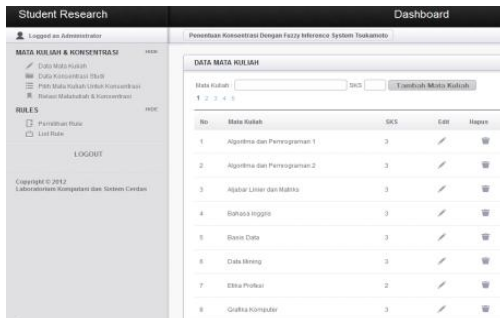 Student Research
Dashboard
Logged as Administrator
Penentuan Konsentrasi Dengan Fuzzy Inference System Tsukamoto
MATA KULIAH & KONSENTRASI HIDE
Data Mata Kuliah
Data Konsentrasi Studi
Pilih Mata Kuliah Untuk Konsentrasi
Relasi Matakuliah & Konsentrasi
RULES HIDE
Pemilihan Rule
List Rule
LOGOUT
Copyright © 2012
Laboratorium Komputasi dan Sistem Cerdas
DATA MATA KULIAH
Mata Kuliah SKS Tambah Mata Kuliah
1 2 3 4 5
No Mata Kuliah SKS Edit Hapus
1 Algoritma dan Pemrograman 1 3
2 Algoritma dan Pemrograman 2 3
3 Aljabar Linier dan Matriks 3
4 Bahasa Inggris 3
5 Basis Data 3
6 Data Mining 3
7 Etika Profesi 2
8 Grafika Komputer 3